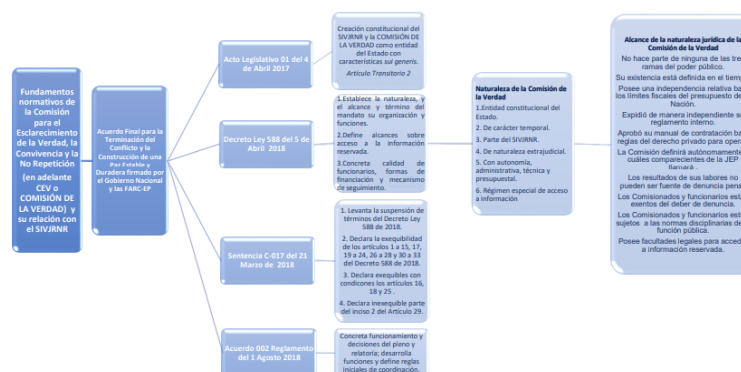 Fundamentos
normativos de
la Comisión
para el
Esclarecimiento
de la Verdad, la
Convivencia y la
No Repetición
(en adelante
CEV o
COMISIÓN DE
LA VERDAD) y
su relación con
el SIVJRNR
Acuerdo Final para la
Terminación del
Conflicto y la
Construcción de una
Paz Estable y
Duradera firmado por
el Gobierno Nacional
y las FARC-EP
Acto Legislativo 01 del 4
de Abril 2017
Creación constitucional del
SIVJRNR y la COMISIÓN DE
LA VERDAD como entidad
del Estado con
características sui generis.
Artículo Transitorio 2
Decreto Ley 588 del 5 de
Abril 2018
1.Establece la naturaleza, y
el alcance y término del
mandato su organización y
funciones.
2.Define alcances sobre
acceso a la información
reservada.
3.Concreta calidad de
funcionarios, formas de
financiación y mecanismo
de seguimiento.
Sentencia C-017 del 21
Marzo de 2018
1. Levanta la suspensión de
términos del Decreto Ley
588 de 2018.
2. Declara la exequibilidad
de los artículos 1 a 15, 17,
19 a 24, 26 a 28 y 30 a 33
del Decreto 588 de 2018.
3. Declara exequibles con
condicones los artículos 16,
18 y 25 .
4. Declara inexequible parte
del inciso 2 del Artículo 29.
Acuerdo 002 Reglamento
del 1 Agosto 2018
Concreta funcionamiento y
decisiones del pleno y
relatoría; desarrolla
funciones y define reglas
iniciales de coordinación.
Naturaleza de la Comisión de
la Verdad
1.Entidad constitucional del
Estado.
2. De carácter temporal.
3. Parte del SIVJRNR.
4. De naturaleza extrajudicial.
5. Con autonomía,
administrativa, técnica y
presupuestal.
6. Régimen especial de acceso
a información
Alcance de la naturaleza jurídica de la
Comisión de la Verdad
No hace parte de ninguna de las tre
ramas del poder público.
Su existencia está definida en el tiemp
Posee una independencia relativa ba
los límites fiscales del presupuesto de
Nación.
Expidió de manera independiente s
reglamento interno.
Aprobó su manual de contratación ba
reglas del derecho privado para oper
La Comisión definirá autónomamente
cuáles comparecientes de la JEP
llamará .
Los resultados de sus labores no
pueden ser fuente de denuncia pena
Los Comisionados y funcionarios está
exentos del deber de denuncia.
Los Comisionados y funcionarios está
sujetos a las normas disciplinarias de
función pública.
Posee facultades legales para acced
a información reservada.